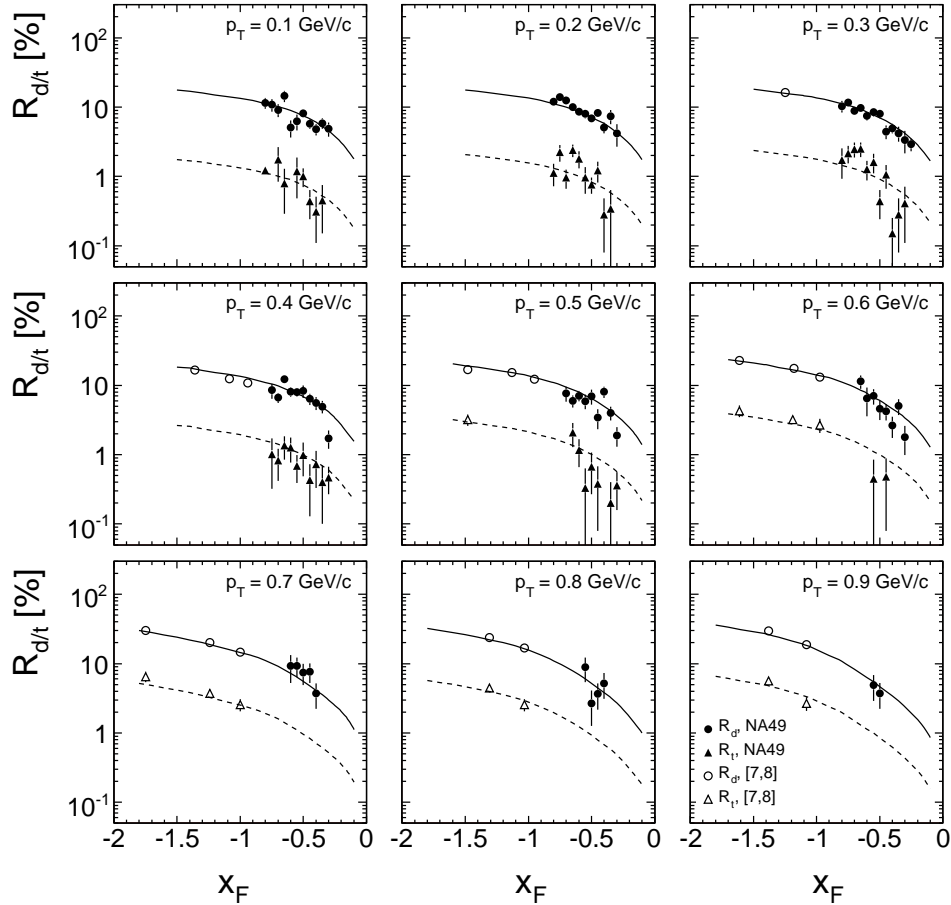 p_T = 0.1 GeV/c
p_T = 0.2 GeV/c
p_T = 0.3 GeV/c
R_{d/t} [%]
10^2
10
1
10^{-1}
p_T = 0.4 GeV/c
p_T = 0.5 GeV/c
p_T = 0.6 GeV/c
R_{d/t} [%]
10^2
10
1
10^{-1}
p_T = 0.7 GeV/c
p_T = 0.8 GeV/c
p_T = 0.9 GeV/c
R_{d/t} [%]
10^2
10
1
10^{-1}
R_d, NA49
R_t, NA49
R_d, [7,8]
R_t, [7,8]
-2 -1.5 -1 -0.5 0
-2 -1.5 -1 -0.5 0
-2 -1.5 -1 -0.5 0
x_F
x_F
x_F